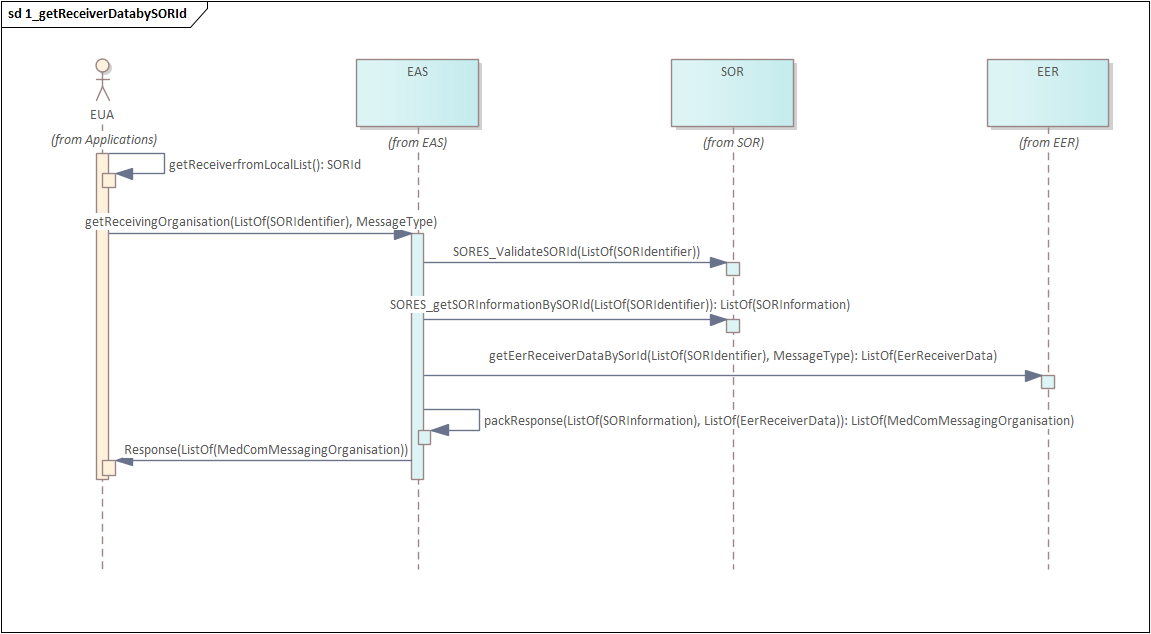 sd 1_getReceiverDatabySORId
EUA
(from Applications)
EAS
(from EAS)
SOR
(from SOR)
EER
(from EER)
getReceiverfromLocalList(): SORId
getReceivingOrganisation(ListOf(SORIdentifier), MessageType)
SORES_ValidateSORId(ListOf(SORIdentifier))
SORES_getSORInformationBySORId(ListOf(SORIdentifier)): ListOf(SORInformation)
getEerReceiverDataBySorId(ListOf(SORIdentifier), MessageType): ListOf(EerReceiverData)
packResponse(ListOf(SORInformation), ListOf(EerReceiverData)): ListOf(MedComMessagingOrganisation)
Response(ListOf(MedComMessagingOrganisation))